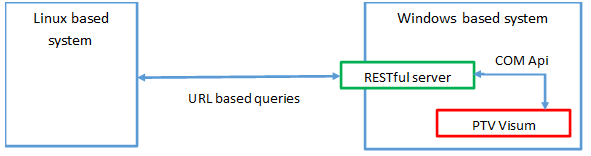 Linux based
system
Windows based system
COM Api
RESTful server
URL based queries
PTV Visum